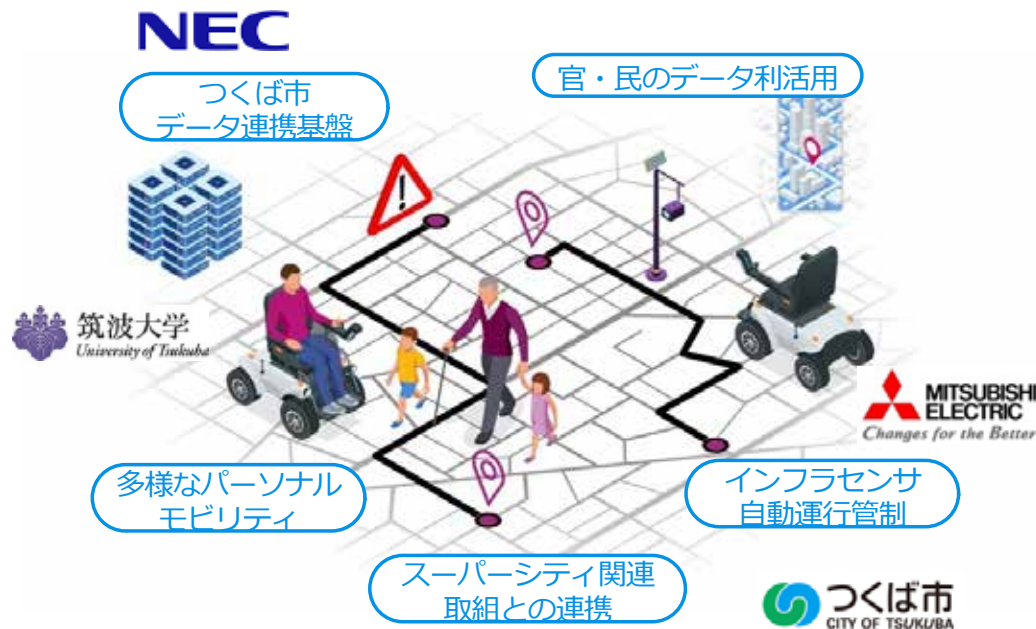 NEC
つくば市
データ連携基盤
官・民のデータ利活用
筑波大学
University of Tsukuba
MITSUBISHI
ELECTRIC
Changes for the Better
多様なパーソナル
モビリティ
インフラセンサ
自動運行管制
スーパーシティ関連
取組との連携
つくば市
CITY OF TSUKUBA